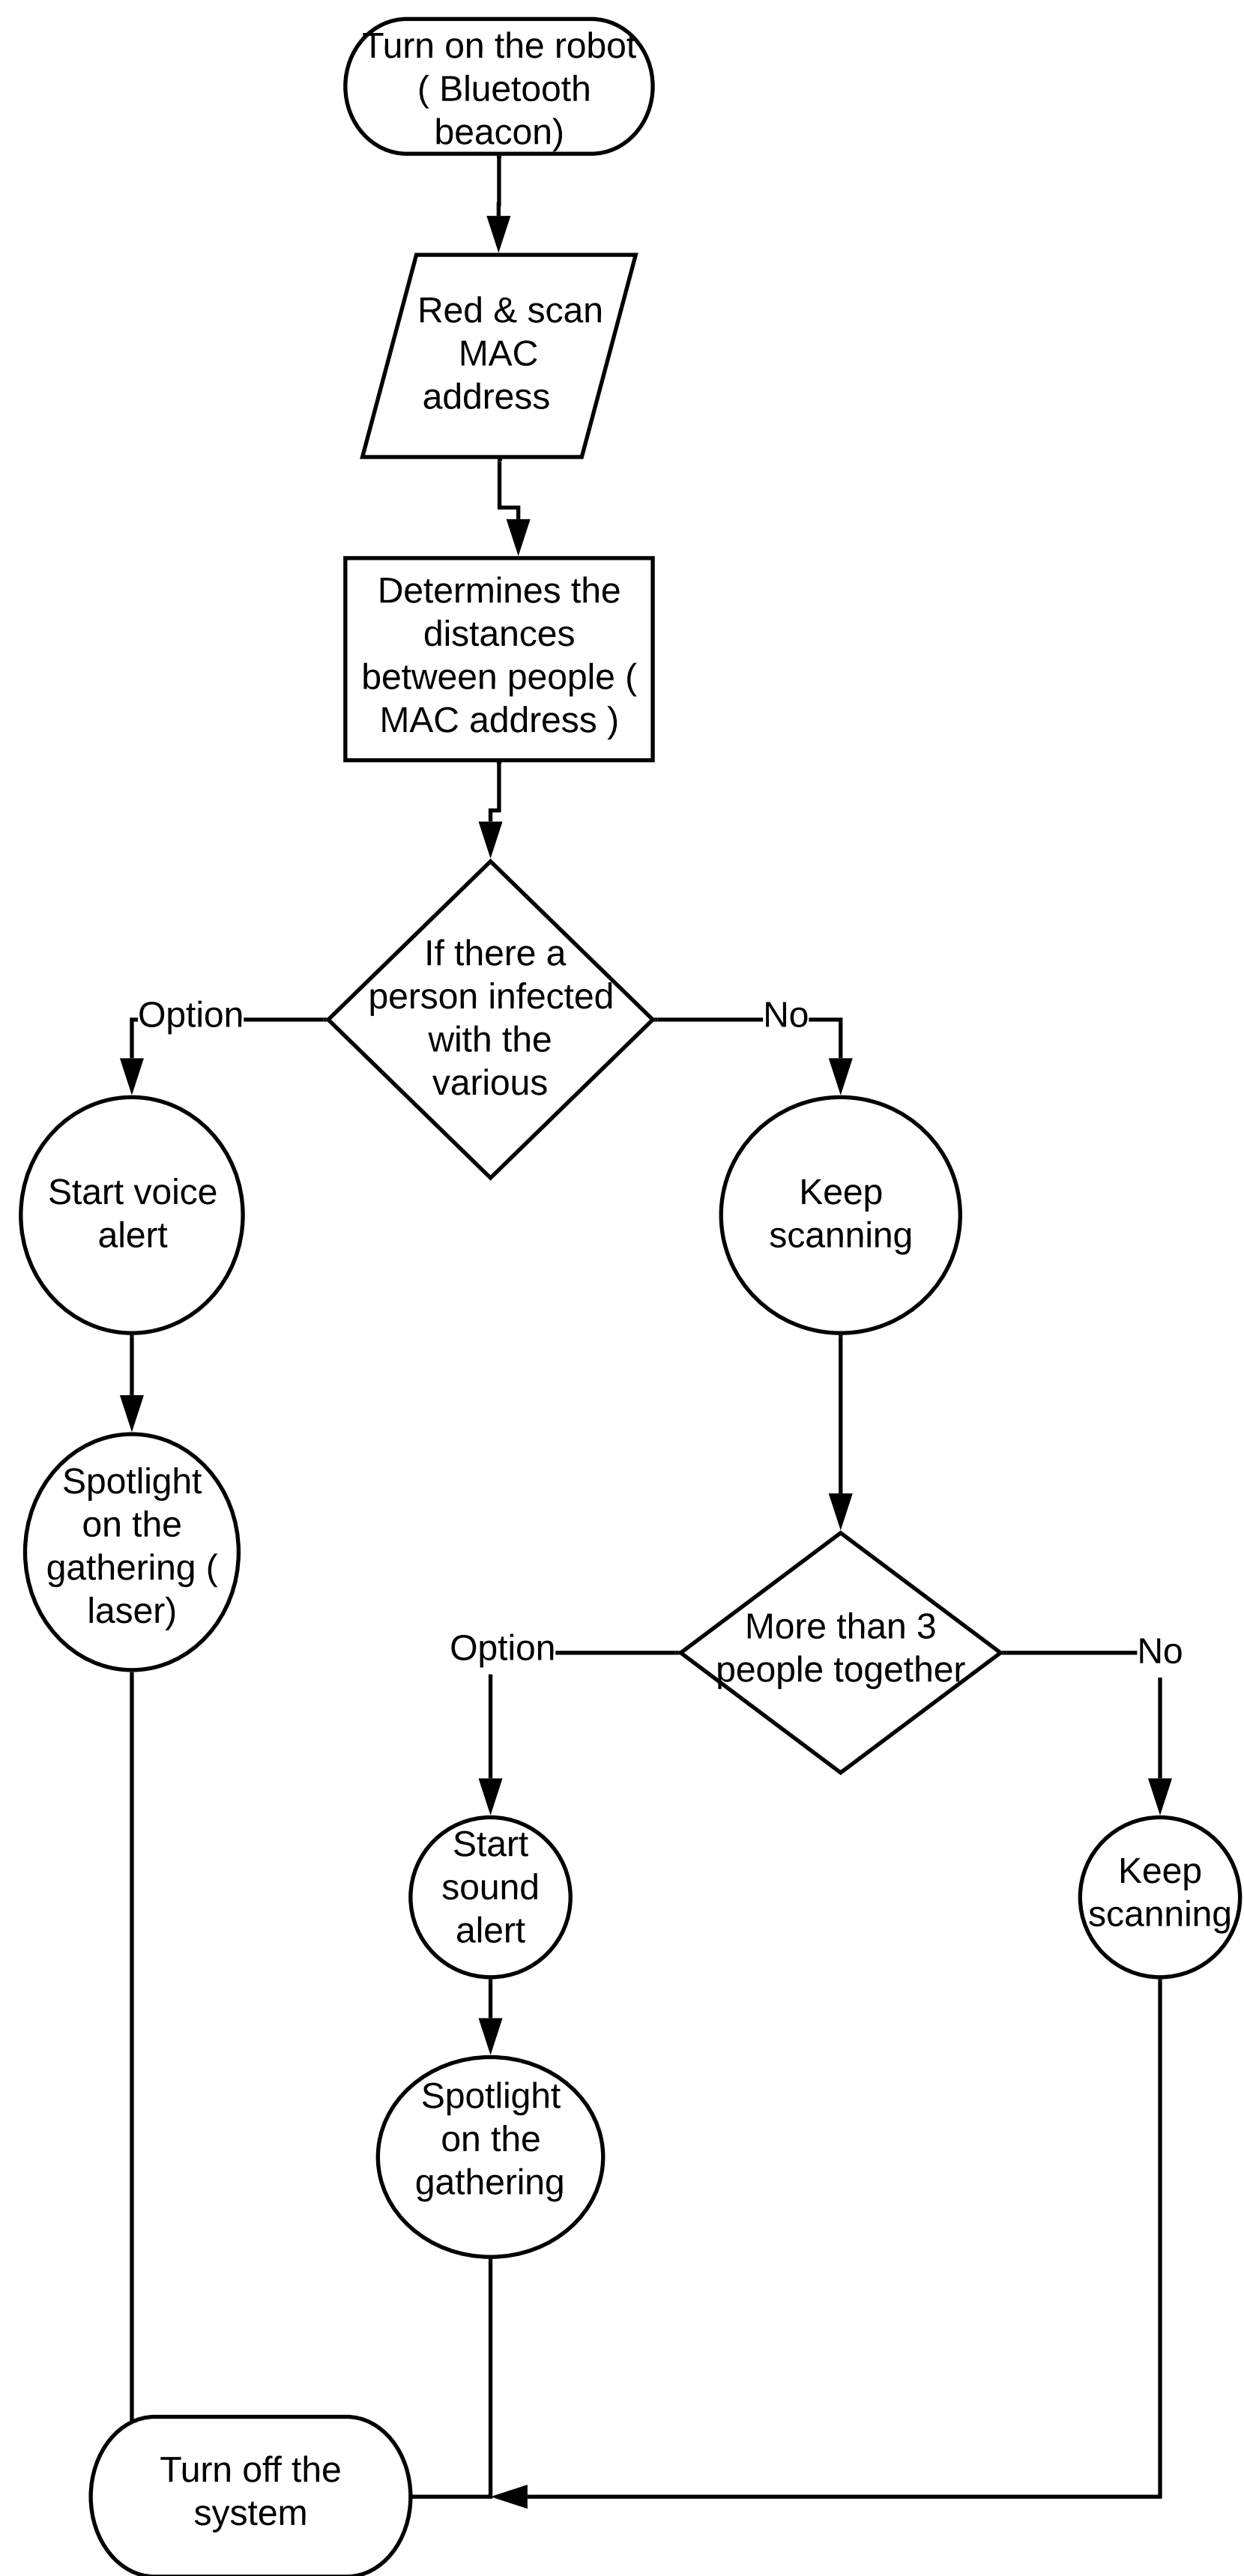 Turn on the robot
( Bluetooth
beacon)
Red & scan
MAC
address
Determines the
distances
between people (
MAC address )
If there a
person infected
with the
various
Option
No
Start voice
alert
Keep
scanning
Spotlight
on the
gathering (
laser)
More than 3
people together
Option
No
Start
sound
alert
Keep
scanning
Spotlight
on the
gathering
Turn off the
system